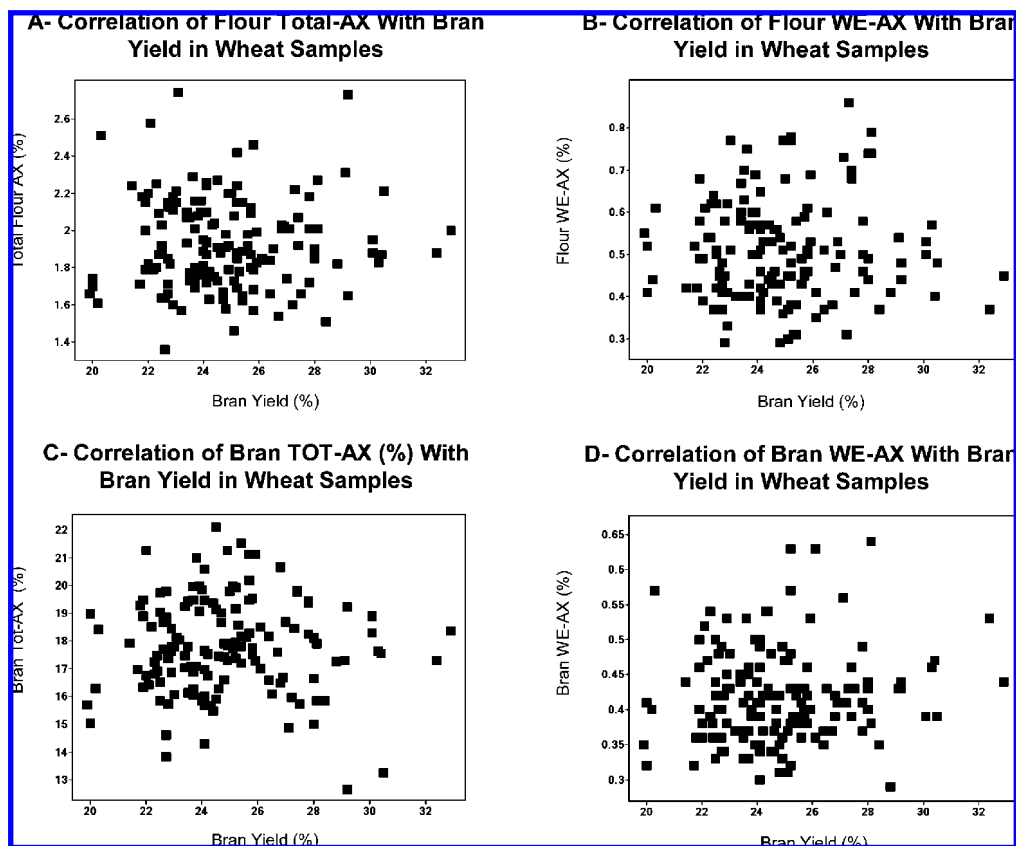 A- Correlation of Flour Total-AX With Bran
Yield in Wheat Samples
Total Flour AX (%)
2.6
2.4
2.2
2
1.8
1.6
1.4
20 22 24 26 28 30 32
Bran Yield (%)
B- Correlation of Flour WE-AX With Bran
Yield in Wheat Samples
Flour WE-AX (%)
0.8
0.7
0.6
0.5
0.4
0.3
20 22 24 26 28 30 32
Bran Yield (%)
C- Correlation of Bran TOT-AX (%) With
Bran Yield in Wheat Samples
Bran Tot-AX (%)
22
21
20
19
18
17
16
15
14
13
20 22 24 26 28 30 32
Bran Yield (%)
D- Correlation of Bran WE-AX With Bran
Yield in Wheat Samples
Bran WE-AX (%)
0.65
0.6
0.55
0.5
0.45
0.4
0.35
0.3
20 22 24 26 28 30 32
Bran Yield (%)